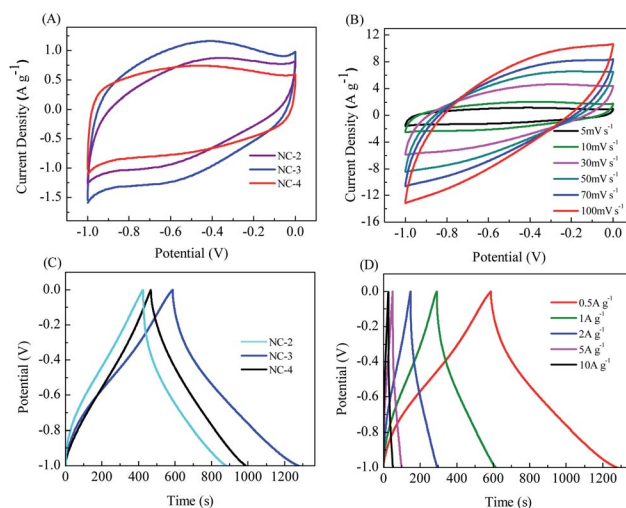 (A)
Current Density (A g⁻¹)
1.5
1.0
0.5
0.0
-0.5
-1.0
-1.5
NC-2
NC-3
NC-4
-1.0 -0.8 -0.6 -0.4 -0.2 0.0
Potential (V)
(B)
Current Density (A g⁻¹)
12
8
4
0
-4
-8
-12
-16
5mV s⁻¹
10mV s⁻¹
30mV s⁻¹
50mV s⁻¹
70mV s⁻¹
100mV s⁻¹
-1.0 -0.8 -0.6 -0.4 -0.2 0.0
Potential (V)
(C)
Potential (V)
0.0
-0.2
-0.4
-0.6
-0.8
-1.0
NC-2
NC-3
NC-4
0 200 400 600 800 1000 1200
Time (s)
(D)
Potential (V)
0.0
-0.2
-0.4
-0.6
-0.8
-1.0
0.5A g⁻¹
1A g⁻¹
2A g⁻¹
5A g⁻¹
10A g⁻¹
0 200 400 600 800 1000 1200
Time (s)